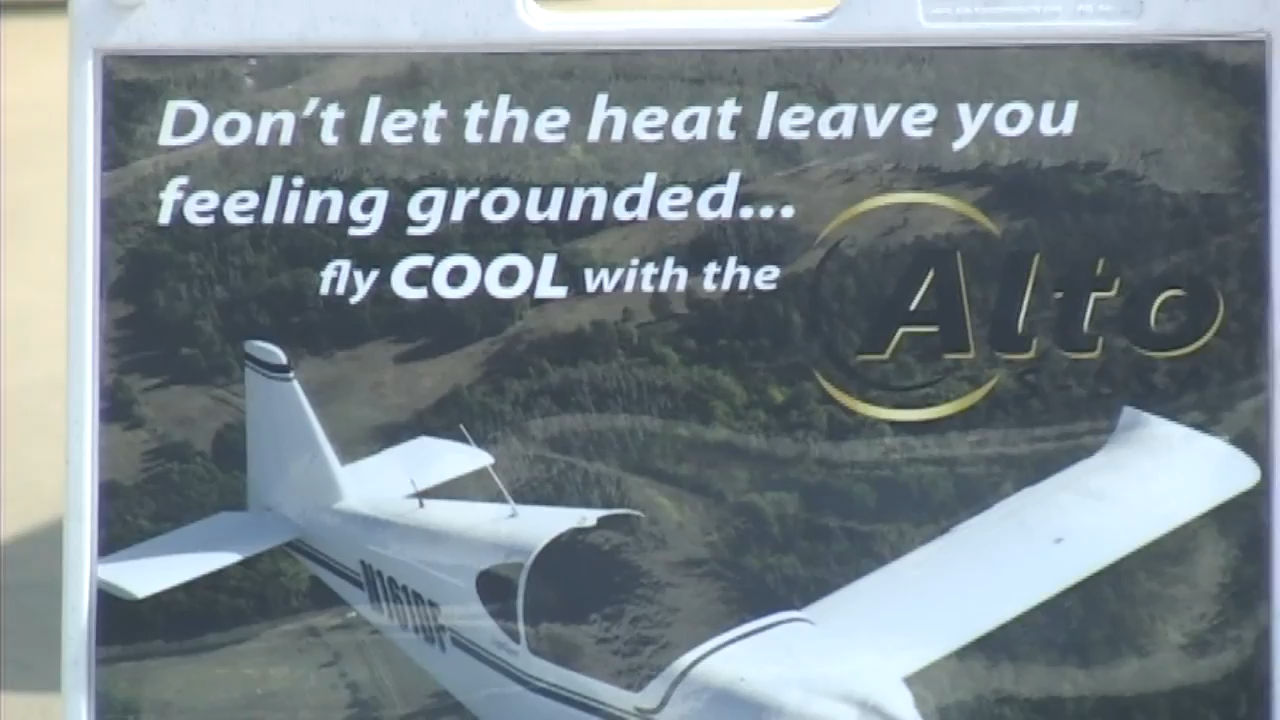 Don't let the heat leave you
feeling grounded...
fly COOL with the
Alto
N161DF